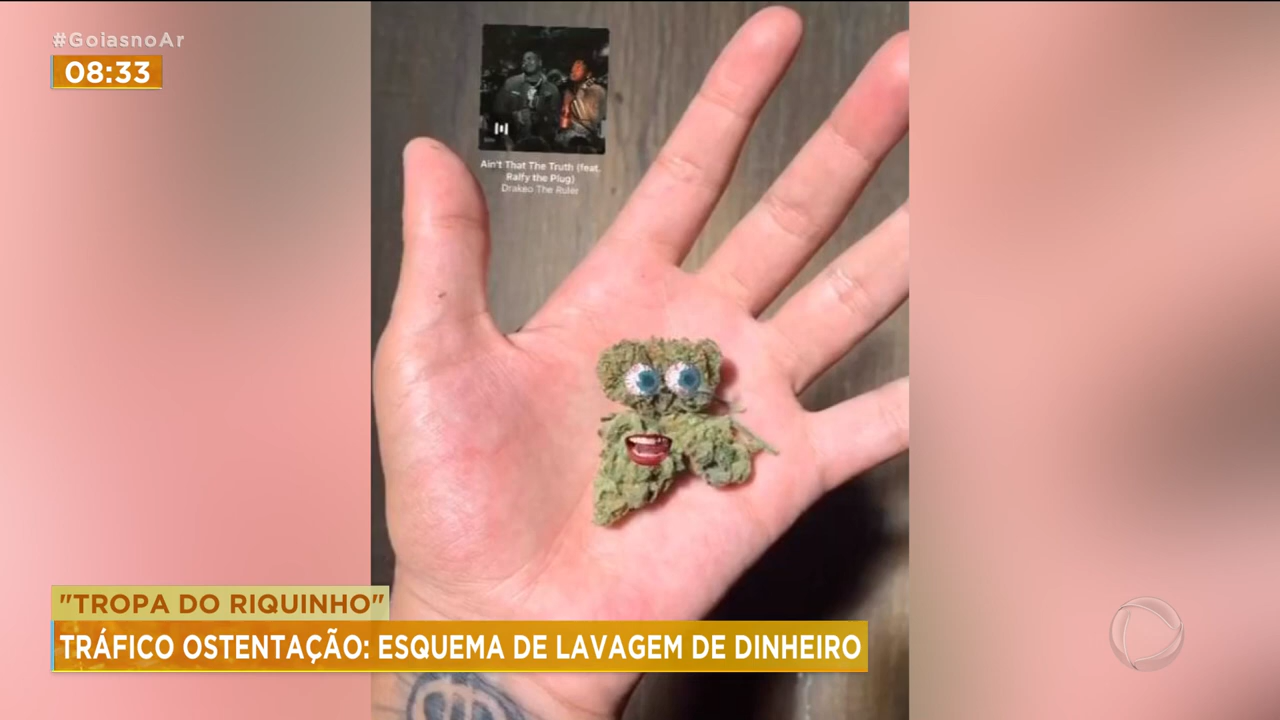 #GoiasnoAr
08:33
Ain't That The Truth (feat.
Ralfy the Plug)
Drakeo The Ruler
"TROPA DO RIQUINHO"
TRÁFICO OSTENTAÇÃO: ESQUEMA DE LAVAGEM DE DINHEIRO